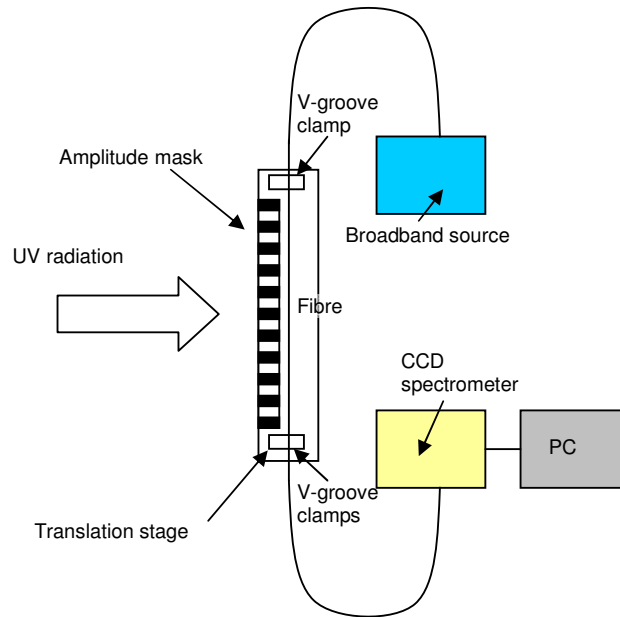 V-groove
clamp
Amplitude mask
Broadband source
UV radiation
Fibre
CCD
spectrometer
PC
V-groove
clamps
Translation stage